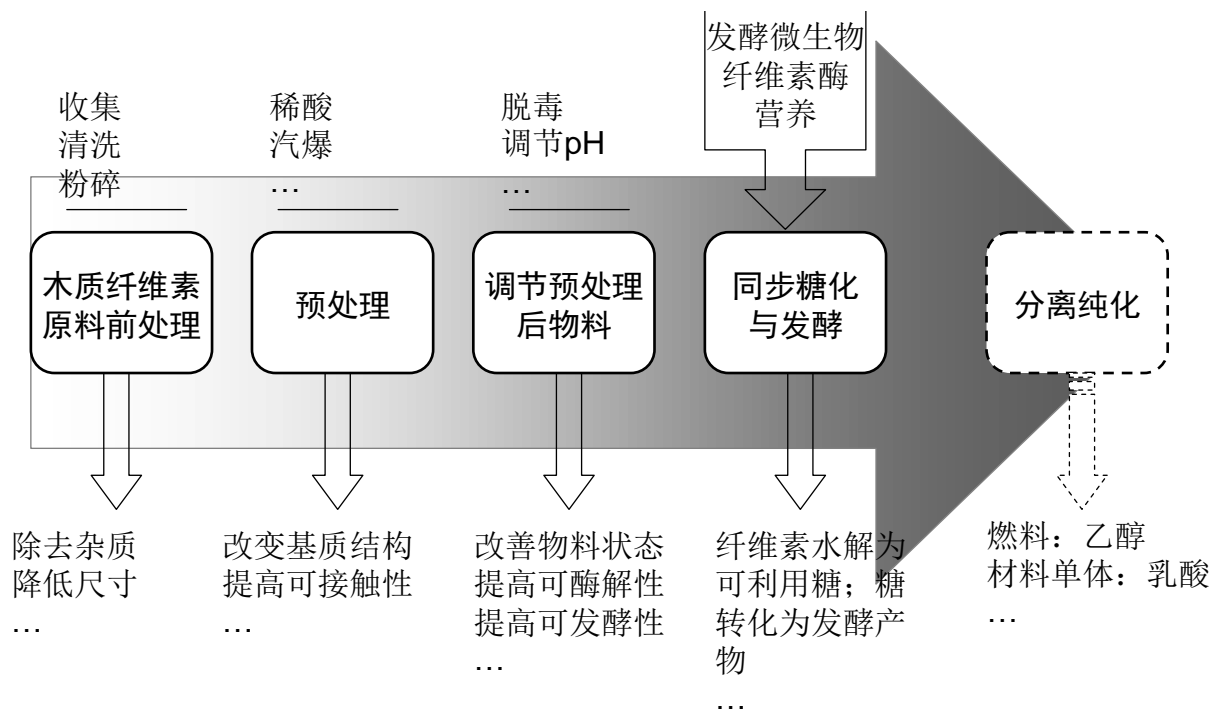 发酵微生物
纤维素酶
营养
收集
清洗
粉碎
稀酸
汽爆
…
脱毒
调节pH
…
木质纤维素
原料前处理
预处理
调节预处理
后物料
同步糖化
与发酵
分离纯化
除去杂质
降低尺寸
…
改变基质结构
提高可接触性
…
改善物料状态
提高可酶解性
提高可发酵性
…
纤维素水解为
可利用糖；糖
转化为发酵产
物
…
燃料：乙醇
材料单体：乳酸
…